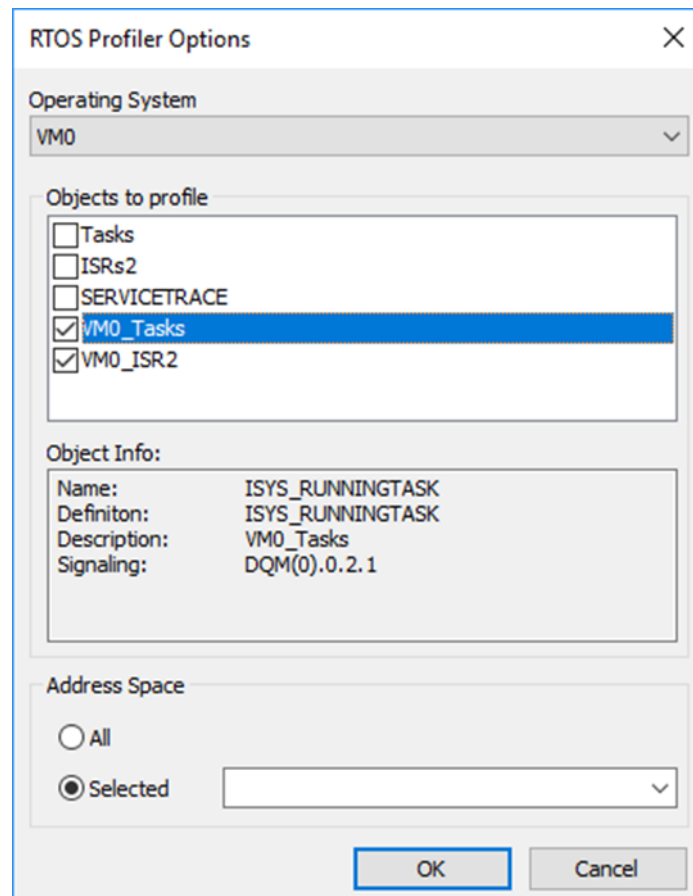 RTOS Profiler Options
Operating System
VM0
Objects to profile
Tasks
ISRs2
SERVICETRACE
VM0_Tasks
VM0_ISR2
Object Info:
Name: ISYS_RUNNINGTASK
Definiton: ISYS_RUNNINGTASK
Description: VM0_Tasks
Signaling: DQM(0).0.2.1
Address Space
All
Selected
OK Cancel